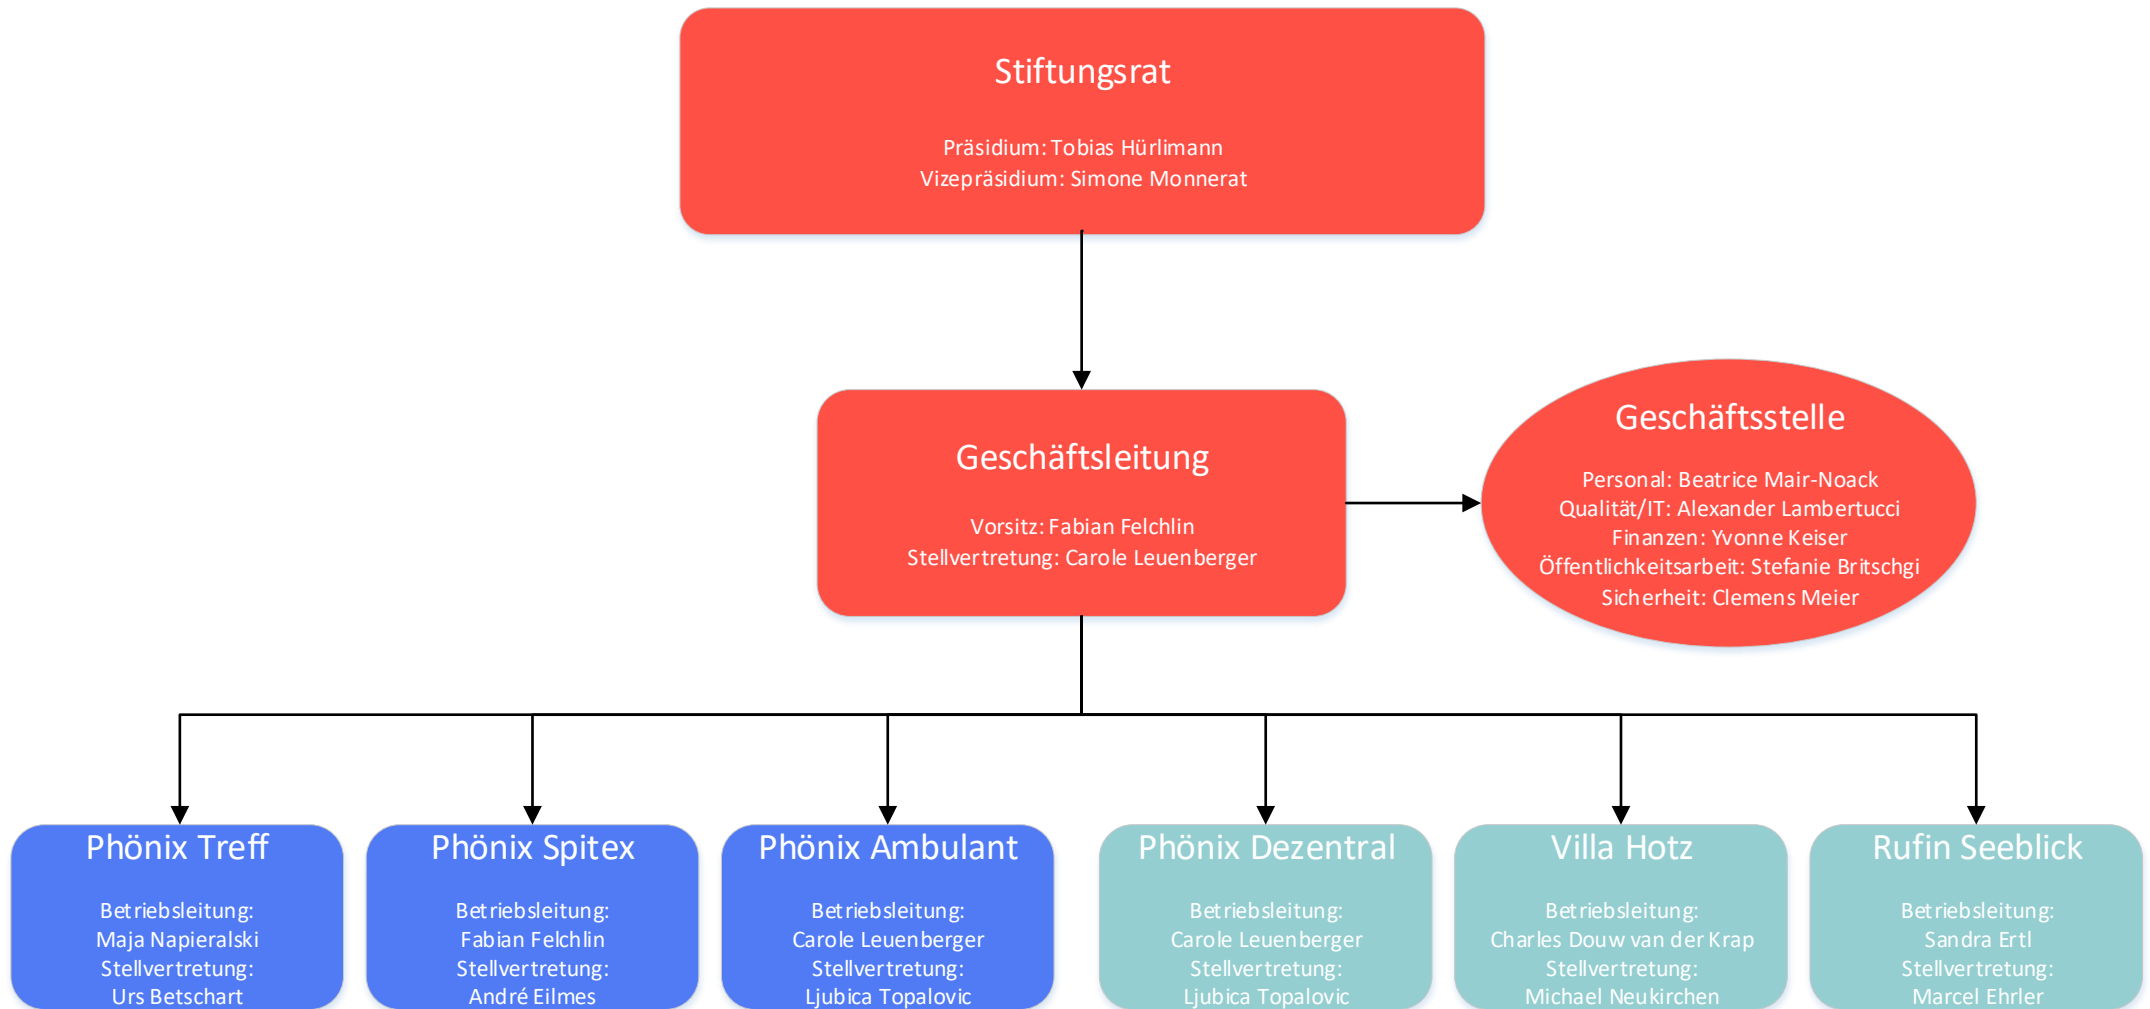 Stiftungsrat
Präsidium: Tobias Hürlimann
Vizepräsidium: Simone Monnerat
Geschäftsleitung
Vorsitz: Fabian Felchlin
Stellvertretung: Carole Leuenberger
Geschäftsstelle
Personal: Beatrice Mair-Noack
Qualität/IT: Alexander Lambertucci
Finanzen: Yvonne Keiser
Öffentlichkeitsarbeit: Stefanie Britschgi
Sicherheit: Clemens Meier
Phönix Treff
Betriebsleitung:
Maja Napieralski
Stellvertretung:
Urs Betschart
Phönix Spitex
Betriebsleitung:
Fabian Felchlin
Stellvertretung:
André Eilmes
Phönix Ambulant
Betriebsleitung:
Carole Leuenberger
Stellvertretung:
Ljubica Topalovic
Phönix Dezentral
Betriebsleitung:
Carole Leuenberger
Stellvertretung:
Ljubica Topalovic
Villa Hotz
Betriebsleitung:
Charles Douw van der Krap
Stellvertretung:
Michael Neukirchen
Rufin Seeblick
Betriebsleitung:
Sandra Ertl
Stellvertretung:
Marcel Ehrler